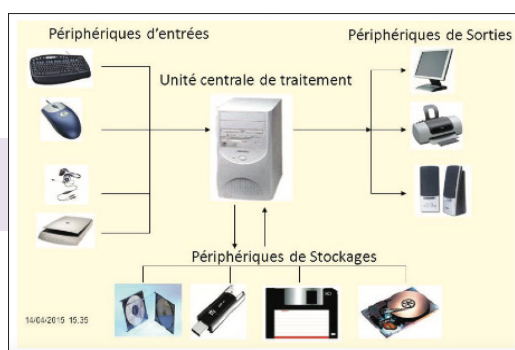 Périphériques d'entrées
Périphériques de Sorties
Unité centrale de traitement
Périphériques de Stockages
14/04/2015 15:35